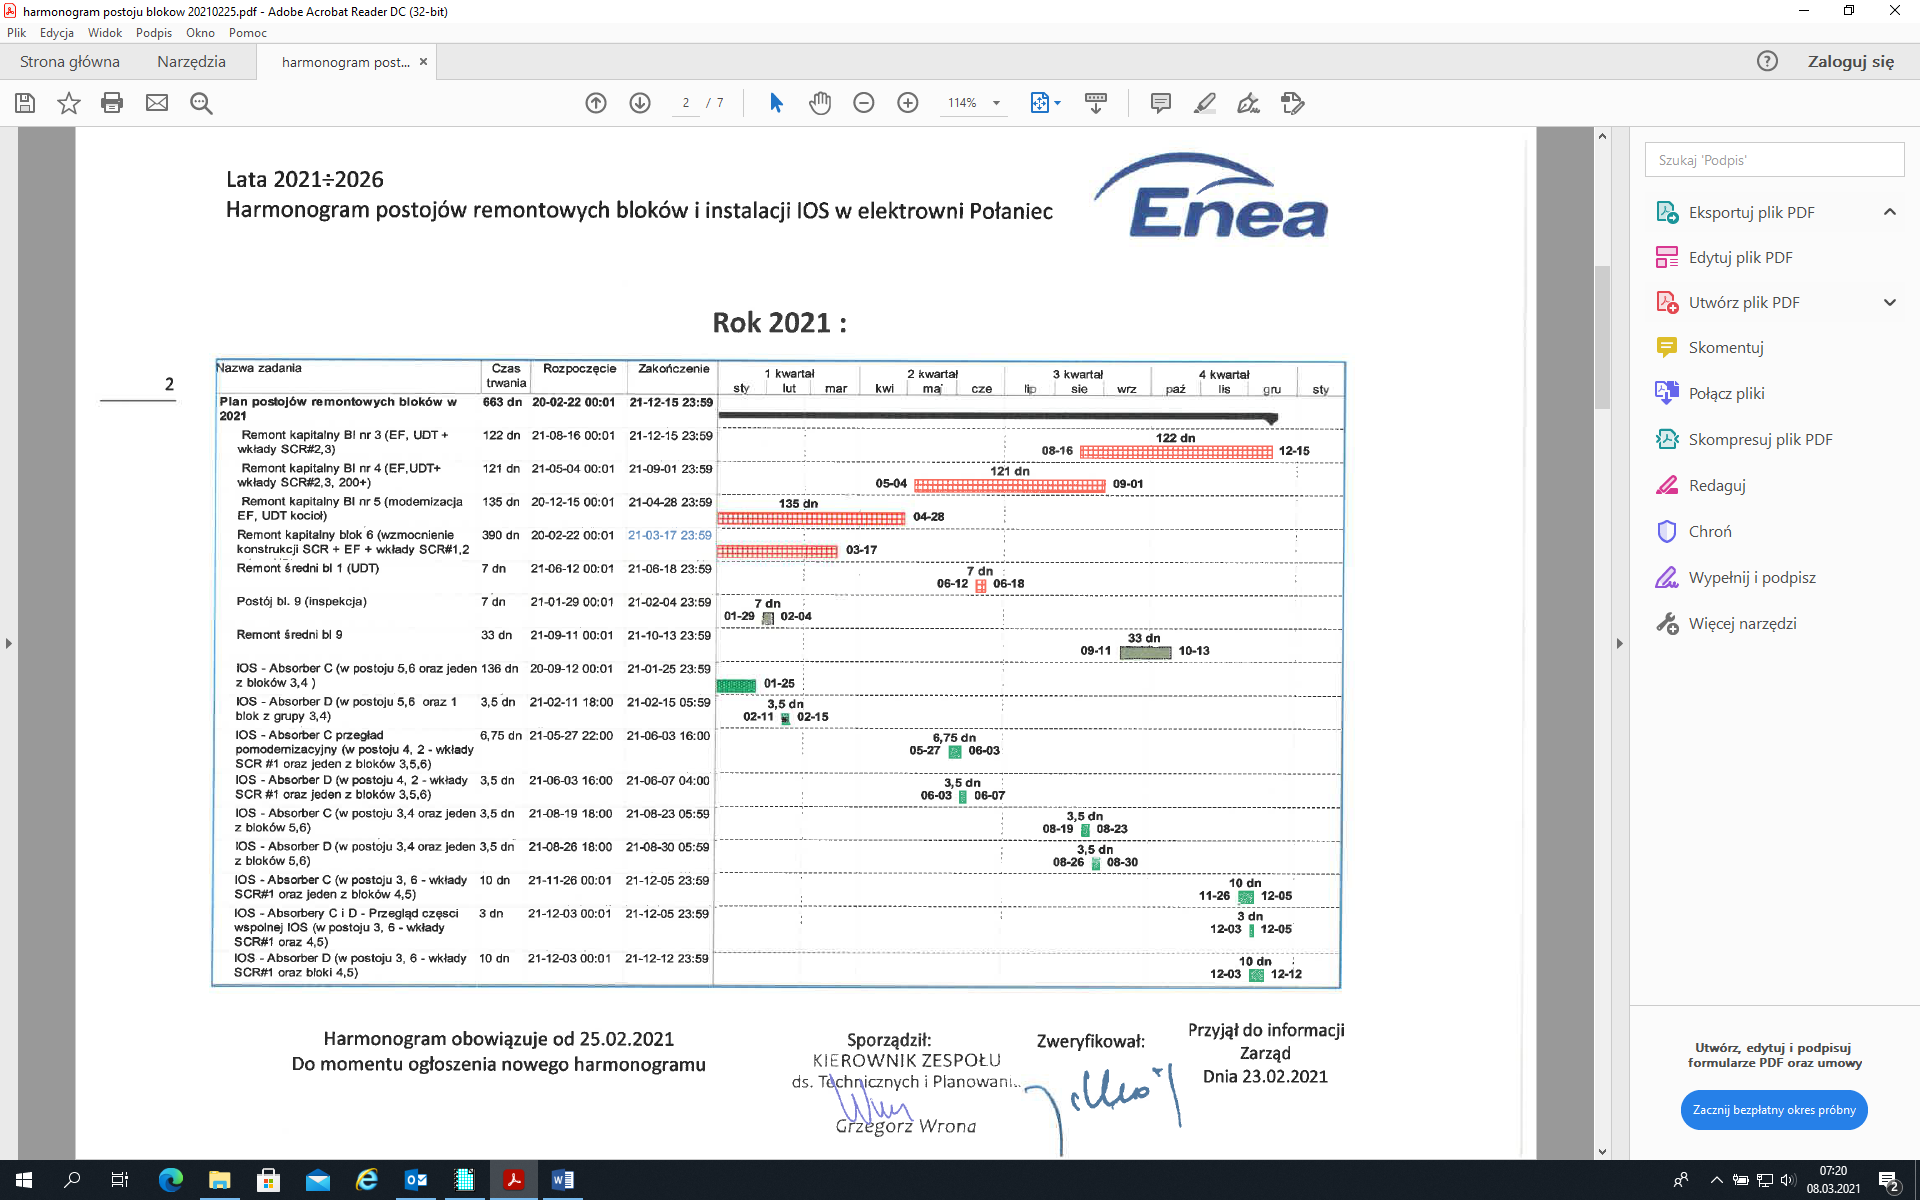 harmonogram postoju blokow 20210225.pdf - Adobe Acrobat Reader DC (32-bit)
Plik Edycja Widok Podpis Okno Pomoc
Strona główna Narzędzia harmonogram post... × Zaloguj się
2 / 7 114%
Szukaj 'Podpis'
Eksportuj plik PDF
Edytuj plik PDF
Utwórz plik PDF
Skomentuj
Połącz pliki
Skompresuj plik PDF
Redaguj
Chroń
Wypełnij i podpisz
Więcej narzędzi
Utwórz, edytuj i podpisuj
formularze PDF oraz umowy
Zacznij bezpłatny okres próbny
Lata 2021÷2026
Harmonogram postojów remontowych bloków i instalacji IOS w elektrowni Połaniec
Enea
Rok 2021 :
2
Nazwa zadania Czas trwania Rozpoczęcie Zakończenie 1 kwartał 2 kwartał 3 kwartał 4 kwartał
sty lut mar kwi maj cze lip sie wrz paź lis gru sty
Plan postojów remontowych bloków w 663 dn 20-02-22 00:01 21-12-15 23:59
2021
Remont kapitalny Bl nr 3 (EF, UDT + 122 dn 21-08-16 00:01 21-12-15 23:59 122 dn
wkłady SCR#2,3) 08-16 12-15
Remont kapitalny Bl nr 4 (EF,UDT+ 121 dn 21-05-04 00:01 21-09-01 23:59 121 dn
wkłady SCR#2,3, 200+) 05-04 09-01
Remont kapitalny Bl nr 5 (modernizacja 135 dn 20-12-15 00:01 21-04-28 23:59 135 dn
EF, UDT kocioł) 04-28
Remont kapitalny blok 6 (wzmocnienie 390 dn 20-02-22 00:01 21-03-17 23:59
konstrukcji SCR + EF + wkłady SCR#1,2 03-17
Remont średni bl 1 (UDT) 7 dn 21-06-12 00:01 21-06-18 23:59 7 dn
06-12 06-18
Postój bl. 9 (inspekcja) 7 dn 21-01-29 00:01 21-02-04 23:59 7 dn
01-29 02-04
Remont średni bl 9 33 dn 21-09-11 00:01 21-10-13 23:59 33 dn
09-11 10-13
IOS - Absorber C (w postoju 5,6 oraz jeden 136 dn 20-09-12 00:01 21-01-25 23:59
z bloków 3,4 ) 01-25
IOS - Absorber D (w postoju 5,6 oraz 1 3,5 dn 21-02-11 18:00 21-02-15 05:59 3,5 dn
blok z grupy 3,4) 02-11 02-15
IOS - Absorber C przegład 6,75 dn 21-05-27 22:00 21-06-03 16:00 6,75 dn
pomodernizacyjny (w postoju 4, 2 - wkłady 05-27 06-03
SCR #1 oraz jeden z bloków 3,5,6)
IOS - Absorber D (w postoju 4, 2 - wkłady 3,5 dn 21-06-03 16:00 21-06-07 04:00 3,5 dn
SCR #1 oraz jeden z bloków 3,5,6) 06-03 06-07
IOS - Absorber C (w postoju 3,4 oraz jeden 3,5 dn 21-08-19 18:00 21-08-23 05:59 3,5 dn
z bloków 5,6) 08-19 08-23
IOS - Absorber D (w postoju 3,4 oraz jeden 3,5 dn 21-08-26 18:00 21-08-30 05:59 3,5 dn
z bloków 5,6) 08-26 08-30
IOS - Absorber C (w postoju 3, 6 - wkłady 10 dn 21-11-26 00:01 21-12-05 23:59 10 dn
SCR#1 oraz jeden z bloków 4,5) 11-26 12-05
IOS - Absorbery C i D - Przegląd częsci 3 dn 21-12-03 00:01 21-12-05 23:59 3 dn
wspolnej IOS (w postoju 3, 6 - wkłady 12-03 12-05
SCR#1 oraz 4,5)
IOS - Absorber D (w postoju 3, 6 - wkłady 10 dn 21-12-03 00:01 21-12-12 23:59 10 dn
SCR#1 oraz bloki 4,5) 12-03 12-12
Harmonogram obowiązuje od 25.02.2021
Do momentu ogłoszenia nowego harmonogramu
Sporządził:
KIEROWNIK ZESPOŁU
ds. Technicznych i Planowani...
Grzegorz Wrona
Zweryfikował:
Przyjął do informacji
Zarząd
Dnia 23.02.2021
07:20
08.03.2021
2